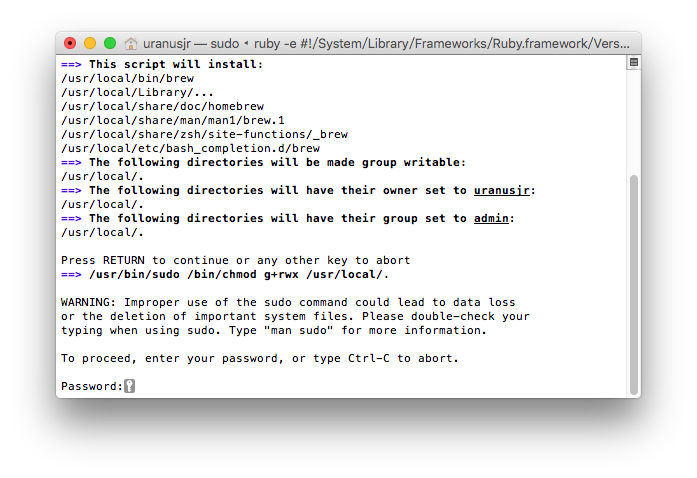 uranusjr — sudo ◂ ruby -e #!/System/Library/Frameworks/Ruby.framework/Vers...
==> This script will install:
/usr/local/bin/brew
/usr/local/Library/...
/usr/local/share/doc/homebrew
/usr/local/share/man/man1/brew.1
/usr/local/share/zsh/site-functions/_brew
/usr/local/etc/bash_completion.d/brew
==> The following directories will be made group writable:
/usr/local/.
==> The following directories will have their owner set to uranusjr:
/usr/local/.
==> The following directories will have their group set to admin:
/usr/local/.
Press RETURN to continue or any other key to abort
==> /usr/bin/sudo /bin/chmod g+rwx /usr/local/.
WARNING: Improper use of the sudo command could lead to data loss
or the deletion of important system files. Please double-check your
typing when using sudo. Type "man sudo" for more information.
To proceed, enter your password, or type Ctrl-C to abort.
Password: